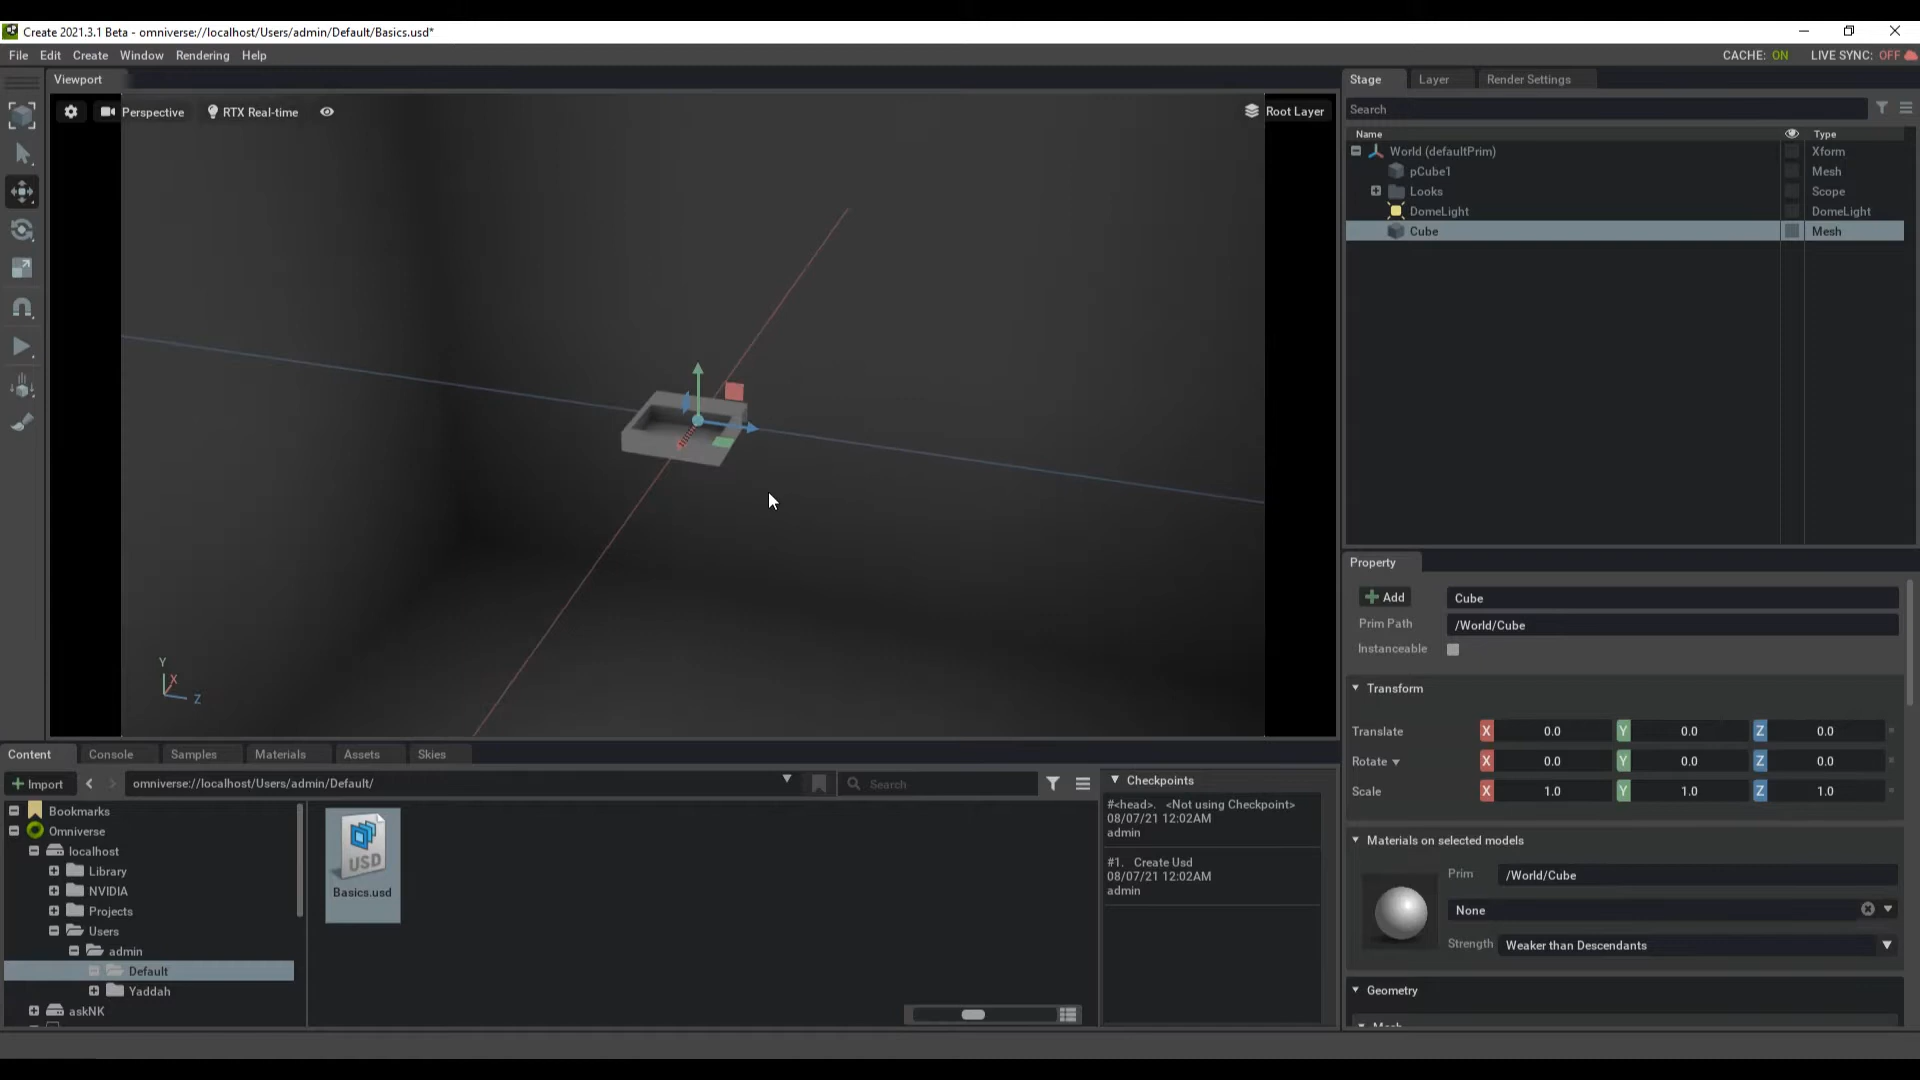 Create 2021.3.1 Beta - omniverse://localhost/Users/admin/Default/Basics.usd*
File Edit Create Window Rendering Help
CACHE: ON LIVE SYNC: OFF
Viewport
Perspective RTX Real-time
Root Layer
Y
X
Z
Stage Layer Render Settings
Search
Name Type
World (defaultPrim) Xform
pCube1 Mesh
Looks Scope
DomeLight DomeLight
Cube Mesh
Property
Add Cube
Prim Path /World/Cube
Instanceable
Transform
Translate X 0.0 Y 0.0 Z 0.0
Rotate X 0.0 Y 0.0 Z 0.0
Scale X 1.0 Y 1.0 Z 1.0
Materials on selected models
Prim /World/Cube
None
Strength Weaker than Descendants
Geometry
Content Console Samples Materials Assets Skies
Import omniverse://localhost/Users/admin/Default/ Search
Bookmarks
Omniverse
localhost
Library
NVIDIA
Projects
Users
admin
Default
Yaddah
askNK
USD
Basics.usd
Checkpoints
#<head>. <Not using Checkpoint>
08/07/21 12:02AM
admin
#1. Create Usd
08/07/21 12:02AM
admin